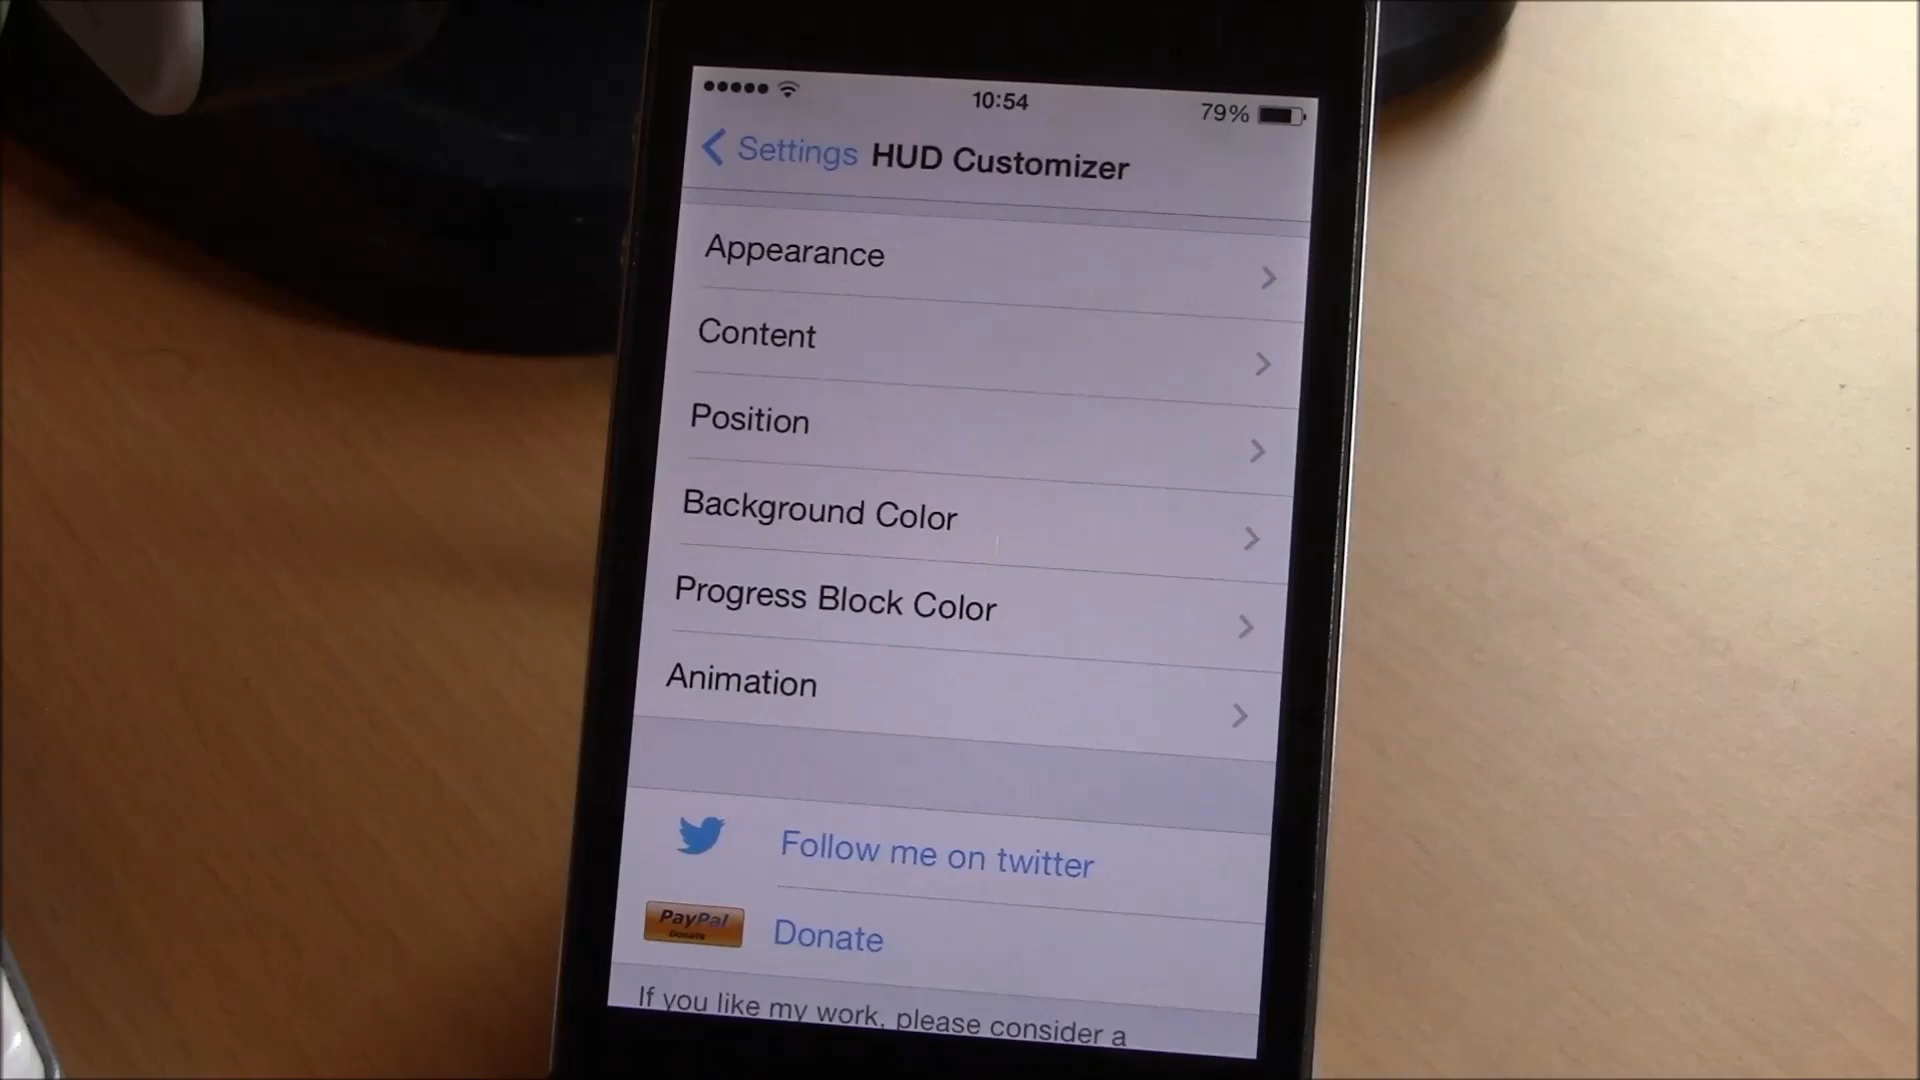 10:54
79%
Settings
HUD Customizer
Appearance
Content
Position
Background Color
Progress Block Color
Animation
Follow me on twitter
PayPal
Donate
Donate
If you like my work, please consider a